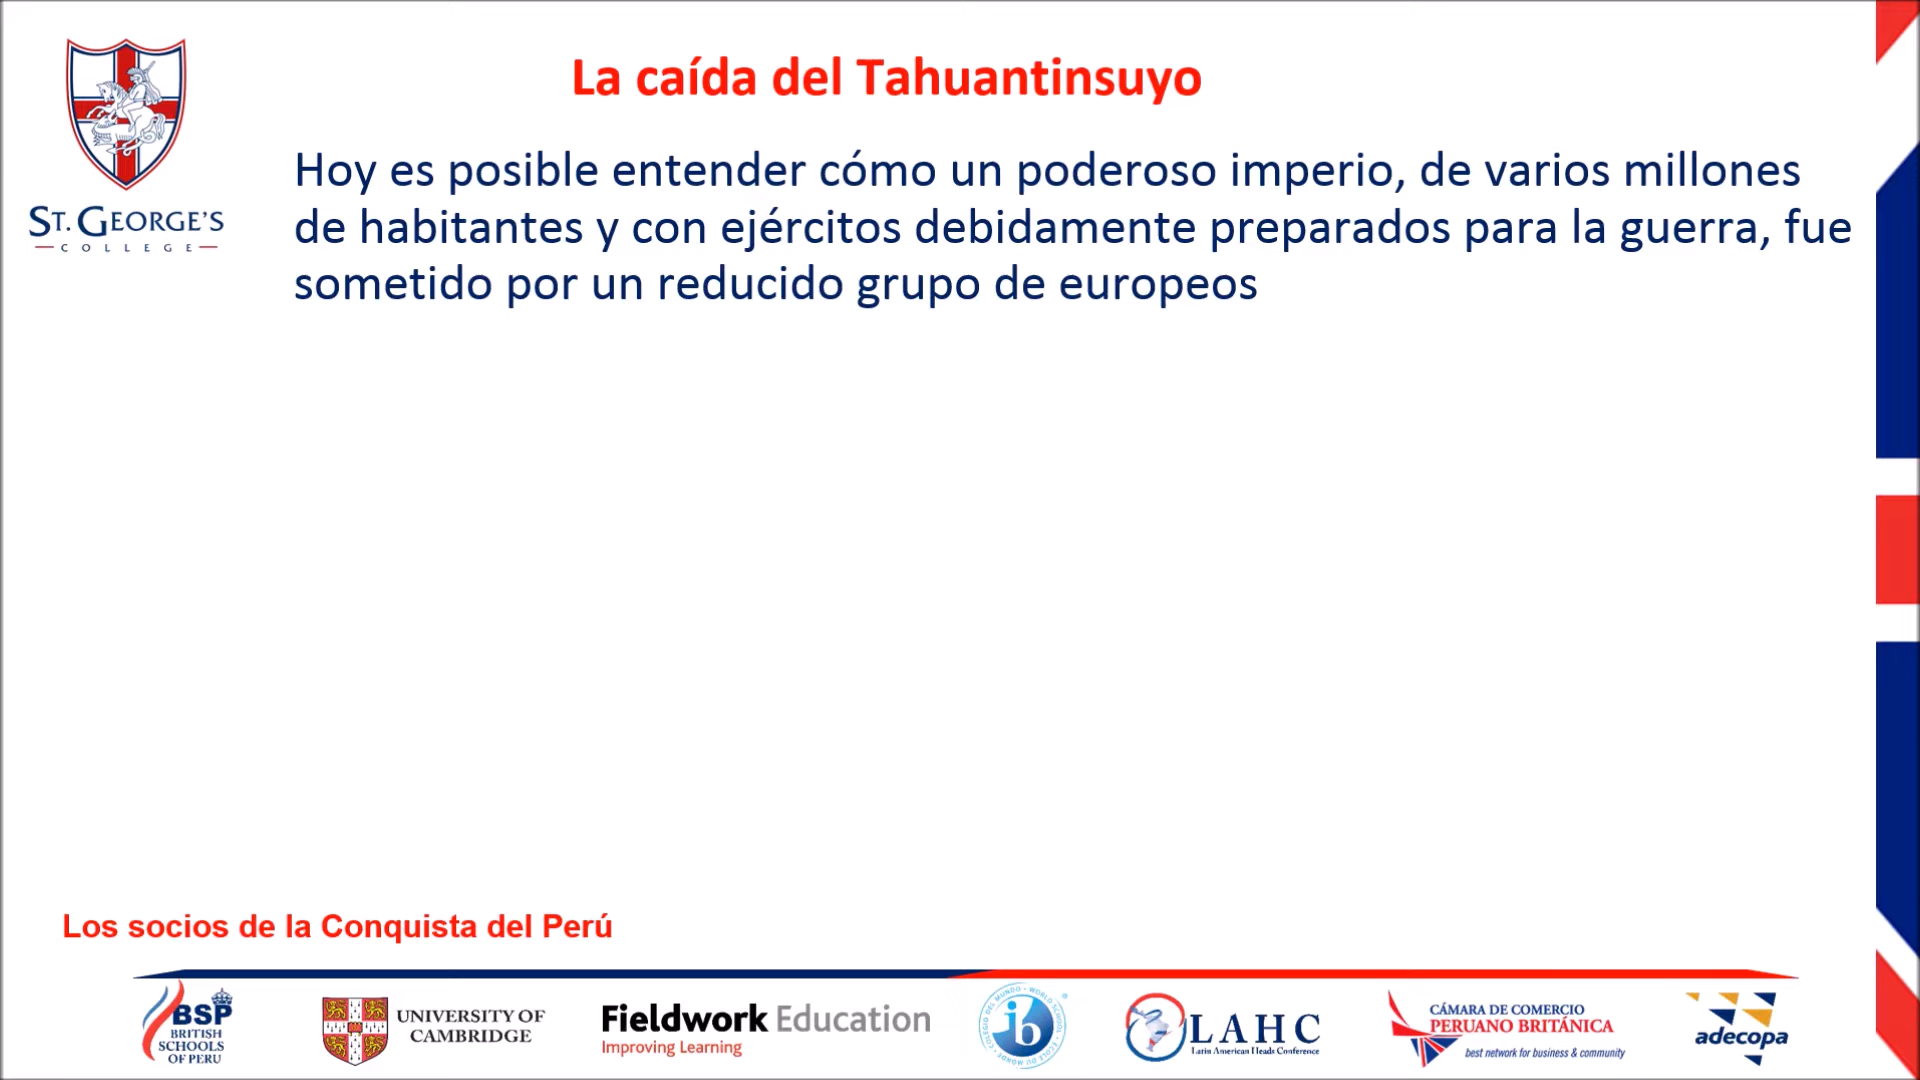 La caída del Tahuantinsuyo
Hoy es posible entender cómo un poderoso imperio, de varios millones
de habitantes y con ejércitos debidamente preparados para la guerra, fue
sometido por un reducido grupo de europeos
ST. GEORGE'S
COLLEGE
Los socios de la Conquista del Perú
BSP
BRITISH
SCHOOLS
OF PERU
UNIVERSITY OF
CAMBRIDGE
Fieldwork Education
Improving Learning
ib
LAHC
Latin American Heads Conference
CÁMARA DE COMERCIO
PERUANO BRITÁNICA
best network for business & community
adecopa